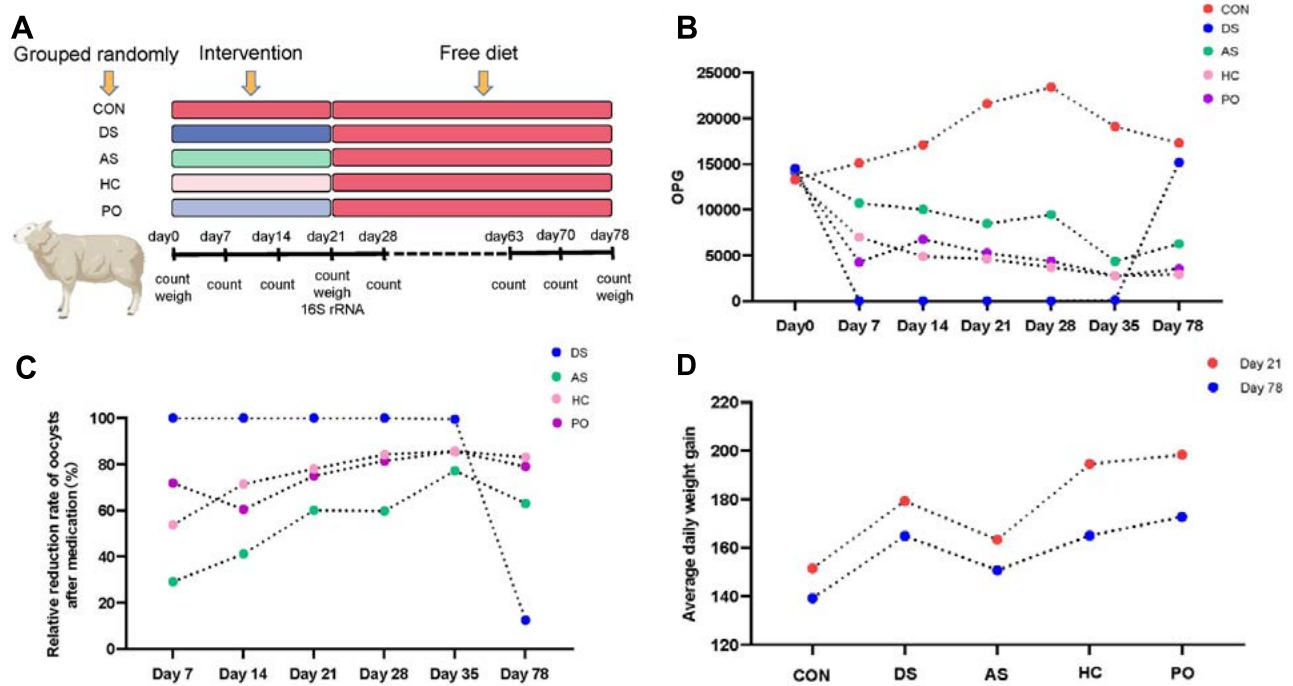 A
Grouped randomly Intervention Free diet
CON
DS
AS
HC
PO
day0 day7 day14 day21 day28 day63 day70 day78
count count count count count count count count
weigh weigh weigh
16S rRNA
B
CON
DS
AS
HC
PO
25000
20000
15000
10000
5000
0
OPG
Day0 Day 7 Day 14 Day 21 Day 28 Day 35 Day 78
C
DS
AS
HC
PO
Relative reduction rate of oocysts
after medication(%)
100
80
60
40
20
0
Day 7 Day 14 Day 21 Day 28 Day 35 Day 78
D
Day 21
Day 78
Average daily weight gain
220
200
180
160
140
120
CON DS AS HC PO